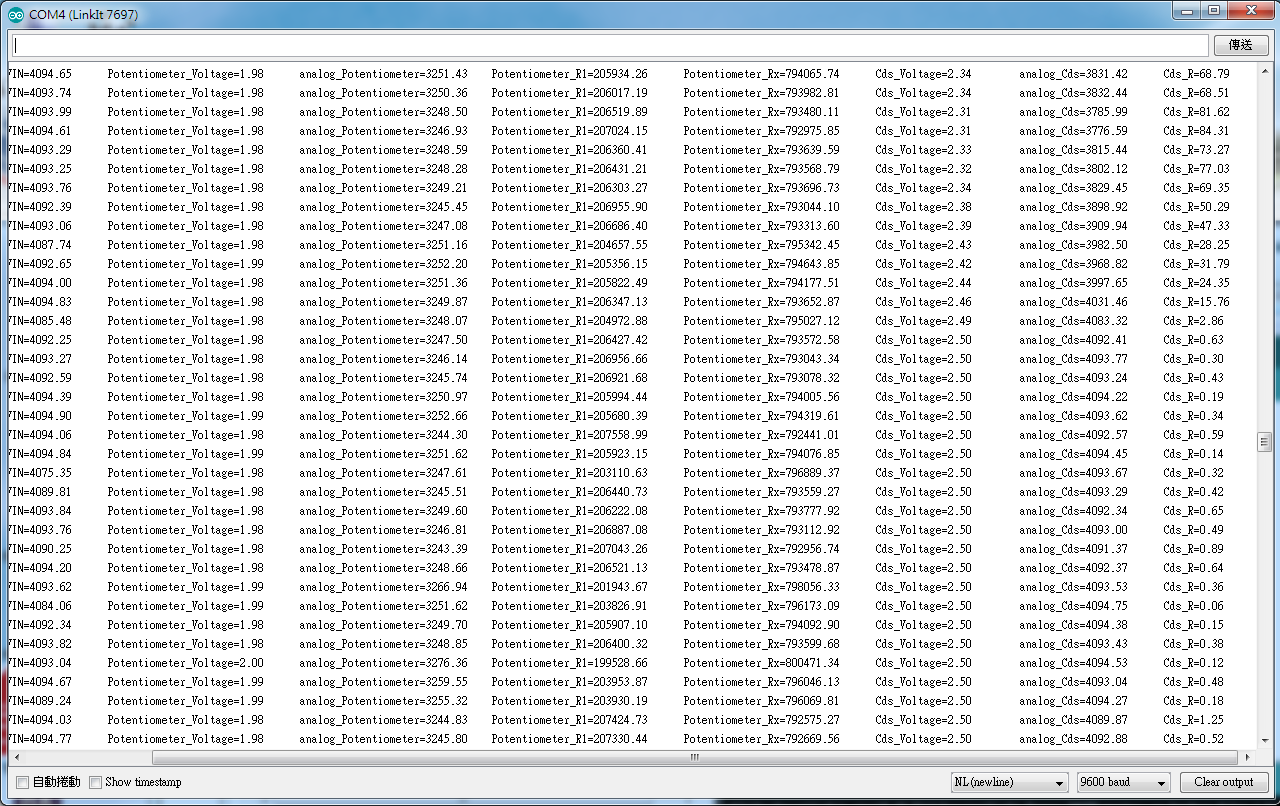 COM4 (LinkIt 7697)
傳送
VIN=4094.65 Potentiometer_Voltage=1.98 analog_Potentiometer=3251.43 Potentiometer_R1=205934.26 Potentiometer_Rx=794065.74 Cds_Voltage=2.34 analog_Cds=3831.42 Cds_R=68.79
VIN=4093.74 Potentiometer_Voltage=1.98 analog_Potentiometer=3250.36 Potentiometer_R1=206017.19 Potentiometer_Rx=793982.81 Cds_Voltage=2.34 analog_Cds=3832.44 Cds_R=68.51
VIN=4093.99 Potentiometer_Voltage=1.98 analog_Potentiometer=3248.50 Potentiometer_R1=206519.89 Potentiometer_Rx=793480.11 Cds_Voltage=2.31 analog_Cds=3785.99 Cds_R=81.62
VIN=4094.61 Potentiometer_Voltage=1.98 analog_Potentiometer=3246.93 Potentiometer_R1=207024.15 Potentiometer_Rx=792975.85 Cds_Voltage=2.31 analog_Cds=3776.59 Cds_R=84.31
VIN=4093.29 Potentiometer_Voltage=1.98 analog_Potentiometer=3248.59 Potentiometer_R1=206360.41 Potentiometer_Rx=793639.59 Cds_Voltage=2.33 analog_Cds=3815.44 Cds_R=73.27
VIN=4093.25 Potentiometer_Voltage=1.98 analog_Potentiometer=3248.28 Potentiometer_R1=206431.21 Potentiometer_Rx=793568.79 Cds_Voltage=2.32 analog_Cds=3802.12 Cds_R=77.03
VIN=4093.76 Potentiometer_Voltage=1.98 analog_Potentiometer=3249.21 Potentiometer_R1=206303.27 Potentiometer_Rx=793696.73 Cds_Voltage=2.34 analog_Cds=3829.45 Cds_R=69.35
VIN=4092.39 Potentiometer_Voltage=1.98 analog_Potentiometer=3245.45 Potentiometer_R1=206955.90 Potentiometer_Rx=793044.10 Cds_Voltage=2.38 analog_Cds=3898.92 Cds_R=50.29
VIN=4093.06 Potentiometer_Voltage=1.98 analog_Potentiometer=3247.08 Potentiometer_R1=206686.40 Potentiometer_Rx=793313.60 Cds_Voltage=2.39 analog_Cds=3909.94 Cds_R=47.33
VIN=4087.74 Potentiometer_Voltage=1.98 analog_Potentiometer=3251.16 Potentiometer_R1=204657.55 Potentiometer_Rx=795342.45 Cds_Voltage=2.43 analog_Cds=3982.50 Cds_R=28.25
VIN=4092.65 Potentiometer_Voltage=1.99 analog_Potentiometer=3252.20 Potentiometer_R1=205356.15 Potentiometer_Rx=794643.85 Cds_Voltage=2.42 analog_Cds=3968.82 Cds_R=31.79
VIN=4094.00 Potentiometer_Voltage=1.98 analog_Potentiometer=3251.36 Potentiometer_R1=205822.49 Potentiometer_Rx=794177.51 Cds_Voltage=2.44 analog_Cds=3997.65 Cds_R=24.35
VIN=4094.83 Potentiometer_Voltage=1.98 analog_Potentiometer=3249.87 Potentiometer_R1=206347.13 Potentiometer_Rx=793652.87 Cds_Voltage=2.46 analog_Cds=4031.46 Cds_R=15.76
VIN=4085.48 Potentiometer_Voltage=1.98 analog_Potentiometer=3248.07 Potentiometer_R1=204972.88 Potentiometer_Rx=795027.12 Cds_Voltage=2.49 analog_Cds=4083.32 Cds_R=2.86
VIN=4092.25 Potentiometer_Voltage=1.98 analog_Potentiometer=3247.50 Potentiometer_R1=206427.42 Potentiometer_Rx=793572.58 Cds_Voltage=2.50 analog_Cds=4092.41 Cds_R=0.63
VIN=4093.27 Potentiometer_Voltage=1.98 analog_Potentiometer=3246.14 Potentiometer_R1=206956.66 Potentiometer_Rx=793043.34 Cds_Voltage=2.50 analog_Cds=4093.77 Cds_R=0.30
VIN=4092.59 Potentiometer_Voltage=1.98 analog_Potentiometer=3245.74 Potentiometer_R1=206921.68 Potentiometer_Rx=793078.32 Cds_Voltage=2.50 analog_Cds=4093.24 Cds_R=0.43
VIN=4094.39 Potentiometer_Voltage=1.98 analog_Potentiometer=3250.97 Potentiometer_R1=205994.44 Potentiometer_Rx=794005.56 Cds_Voltage=2.50 analog_Cds=4094.22 Cds_R=0.19
VIN=4094.90 Potentiometer_Voltage=1.99 analog_Potentiometer=3252.66 Potentiometer_R1=205680.39 Potentiometer_Rx=794319.61 Cds_Voltage=2.50 analog_Cds=4093.62 Cds_R=0.34
VIN=4094.06 Potentiometer_Voltage=1.98 analog_Potentiometer=3244.30 Potentiometer_R1=207558.99 Potentiometer_Rx=792441.01 Cds_Voltage=2.50 analog_Cds=4092.57 Cds_R=0.59
VIN=4094.84 Potentiometer_Voltage=1.98 analog_Potentiometer=3251.62 Potentiometer_R1=205923.15 Potentiometer_Rx=794076.85 Cds_Voltage=2.50 analog_Cds=4094.45 Cds_R=0.14
VIN=4075.35 Potentiometer_Voltage=1.98 analog_Potentiometer=3247.61 Potentiometer_R1=203110.63 Potentiometer_Rx=796889.37 Cds_Voltage=2.50 analog_Cds=4093.67 Cds_R=0.32
VIN=4089.81 Potentiometer_Voltage=1.98 analog_Potentiometer=3245.51 Potentiometer_R1=206440.73 Potentiometer_Rx=793559.27 Cds_Voltage=2.50 analog_Cds=4093.29 Cds_R=0.42
VIN=4093.84 Potentiometer_Voltage=1.98 analog_Potentiometer=3249.60 Potentiometer_R1=206222.08 Potentiometer_Rx=793777.92 Cds_Voltage=2.50 analog_Cds=4092.34 Cds_R=0.65
VIN=4093.76 Potentiometer_Voltage=1.98 analog_Potentiometer=3246.81 Potentiometer_R1=206887.08 Potentiometer_Rx=793112.92 Cds_Voltage=2.50 analog_Cds=4093.00 Cds_R=0.49
VIN=4090.25 Potentiometer_Voltage=1.98 analog_Potentiometer=3243.39 Potentiometer_R1=207043.26 Potentiometer_Rx=792956.74 Cds_Voltage=2.50 analog_Cds=4091.37 Cds_R=0.89
VIN=4094.20 Potentiometer_Voltage=1.98 analog_Potentiometer=3248.66 Potentiometer_R1=206521.13 Potentiometer_Rx=793478.87 Cds_Voltage=2.50 analog_Cds=4092.37 Cds_R=0.64
VIN=4093.62 Potentiometer_Voltage=1.99 analog_Potentiometer=3266.94 Potentiometer_R1=201943.67 Potentiometer_Rx=798056.33 Cds_Voltage=2.50 analog_Cds=4093.53 Cds_R=0.36
VIN=4084.06 Potentiometer_Voltage=1.99 analog_Potentiometer=3251.62 Potentiometer_R1=203826.91 Potentiometer_Rx=796173.09 Cds_Voltage=2.50 analog_Cds=4094.75 Cds_R=0.06
VIN=4092.34 Potentiometer_Voltage=1.98 analog_Potentiometer=3249.70 Potentiometer_R1=205907.10 Potentiometer_Rx=794092.90 Cds_Voltage=2.50 analog_Cds=4094.38 Cds_R=0.15
VIN=4093.82 Potentiometer_Voltage=1.98 analog_Potentiometer=3248.85 Potentiometer_R1=206400.32 Potentiometer_Rx=793599.68 Cds_Voltage=2.50 analog_Cds=4093.43 Cds_R=0.38
VIN=4093.04 Potentiometer_Voltage=2.00 analog_Potentiometer=3276.36 Potentiometer_R1=199528.66 Potentiometer_Rx=800471.34 Cds_Voltage=2.50 analog_Cds=4094.53 Cds_R=0.12
VIN=4094.67 Potentiometer_Voltage=1.99 analog_Potentiometer=3259.55 Potentiometer_R1=203953.87 Potentiometer_Rx=796046.13 Cds_Voltage=2.50 analog_Cds=4093.04 Cds_R=0.48
VIN=4089.24 Potentiometer_Voltage=1.99 analog_Potentiometer=3255.32 Potentiometer_R1=203930.19 Potentiometer_Rx=796069.81 Cds_Voltage=2.50 analog_Cds=4094.27 Cds_R=0.18
VIN=4094.03 Potentiometer_Voltage=1.98 analog_Potentiometer=3244.83 Potentiometer_R1=207424.73 Potentiometer_Rx=792575.27 Cds_Voltage=2.50 analog_Cds=4089.87 Cds_R=1.25
VIN=4094.77 Potentiometer_Voltage=1.98 analog_Potentiometer=3245.80 Potentiometer_R1=207330.44 Potentiometer_Rx=792669.56 Cds_Voltage=2.50 analog_Cds=4092.88 Cds_R=0.52
自動捲動 Show timestamp NL(newline) 9600 baud Clear output